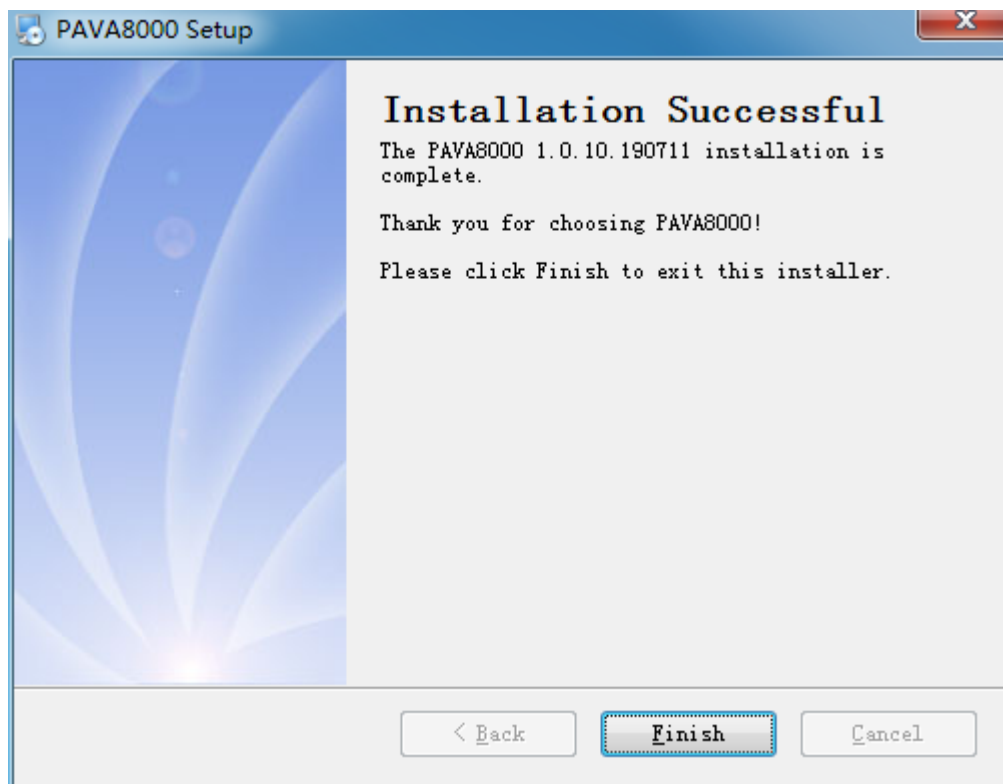 PAVA8000 Setup
Installation Successful
The PAVA8000 1.0.10.190711 installation is
complete.
Thank you for choosing PAVA8000!
Please click Finish to exit this installer.
< Back
Finish
Cancel